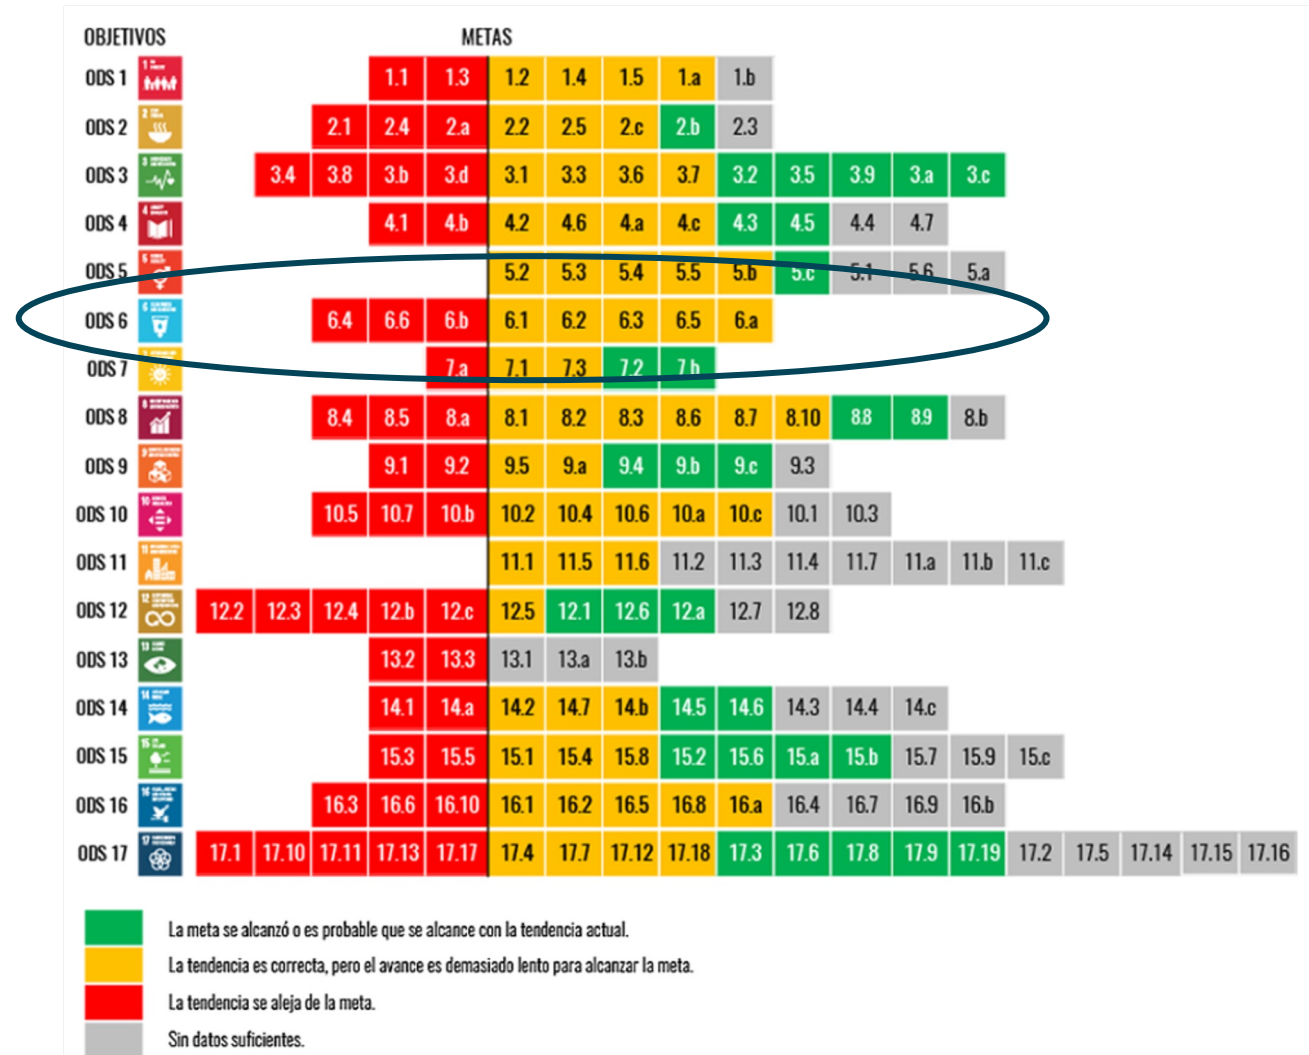 OBJETIVOS METAS
ODS 1 1.1 1.3 1.2 1.4 1.5 1.a 1.b
ODS 2 2.1 2.4 2.a 2.2 2.5 2.c 2.b 2.3
ODS 3 3.4 3.8 3.b 3.d 3.1 3.3 3.6 3.7 3.2 3.5 3.9 3.a 3.c
ODS 4 4.1 4.b 4.2 4.6 4.a 4.c 4.3 4.5 4.4 4.7
ODS 5 5.2 5.3 5.4 5.5 5.b 5.c 5.1 5.6 5.a
ODS 6 6.4 6.6 6.b 6.1 6.2 6.3 6.5 6.a
ODS 7 7.a 7.1 7.3 7.2 7.b
ODS 8 8.4 8.5 8.a 8.1 8.2 8.3 8.6 8.7 8.10 8.8 8.9 8.b
ODS 9 9.1 9.2 9.5 9.a 9.4 9.b 9.c 9.3
ODS 10 10.5 10.7 10.b 10.2 10.4 10.6 10.a 10.c 10.1 10.3
ODS 11 11.1 11.5 11.6 11.2 11.3 11.4 11.7 11.a 11.b 11.c
ODS 12 12.2 12.3 12.4 12.b 12.c 12.5 12.1 12.6 12.a 12.7 12.8
ODS 13 13.2 13.3 13.1 13.a 13.b
ODS 14 14.1 14.a 14.2 14.7 14.b 14.5 14.6 14.3 14.4 14.c
ODS 15 15.3 15.5 15.1 15.4 15.8 15.2 15.6 15.a 15.b 15.7 15.9 15.c
ODS 16 16.3 16.6 16.10 16.1 16.2 16.5 16.8 16.a 16.4 16.7 16.9 16.b
ODS 17 17.1 17.10 17.11 17.13 17.17 17.4 17.7 17.12 17.18 17.3 17.6 17.8 17.9 17.19 17.2 17.5 17.14 17.15 17.16
La meta se alcanzó o es probable que se alcance con la tendencia actual.
La tendencia es correcta, pero el avance es demasiado lento para alcanzar la meta.
La tendencia se aleja de la meta.
Sin datos suficientes.